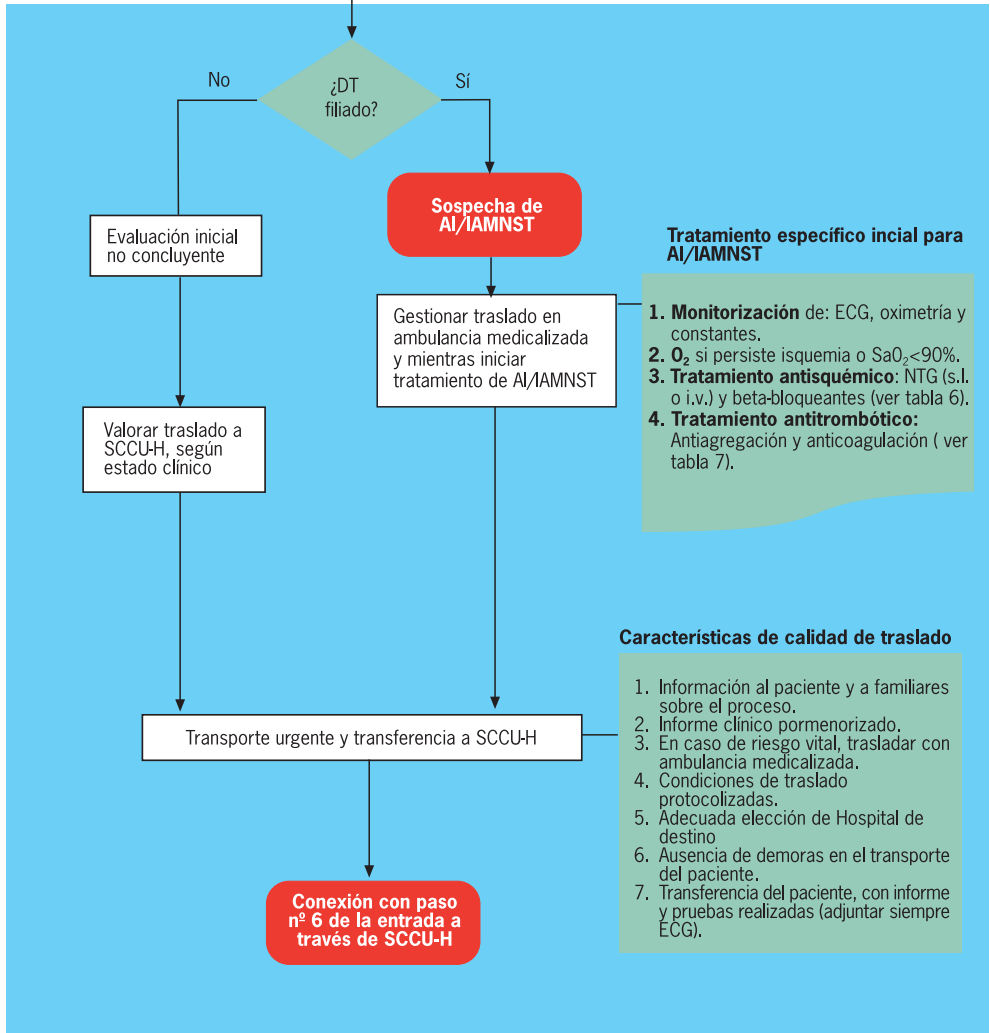 ¿DT
filiado?
No
Sí
Sospecha de
AI/IAMNST
Evaluación inicial
no concluyente
Gestionar traslado en
ambulancia medicalizada
y mientras iniciar
tratamiento de AI/IAMNST
Tratamiento específico incial para
AI/IAMNST
1. Monitorización de: ECG, oximetría y
constantes.
2. O₂ si persiste isquemia o SaO₂<90%.
3. Tratamiento antisquémico: NTG (s.l.
o i.v.) y beta-bloqueantes (ver tabla 6).
4. Tratamiento antitrombótico:
Antiagregación y anticoagulación ( ver
tabla 7).
Valorar traslado a
SCCU-H, según
estado clínico
Transporte urgente y transferencia a SCCU-H
Características de calidad de traslado
1. Información al paciente y a familiares
sobre el proceso.
2. Informe clínico pormenorizado.
3. En caso de riesgo vital, trasladar con
ambulancia medicalizada.
4. Condiciones de traslado
protocolizadas.
5. Adecuada elección de Hospital de
destino
6. Ausencia de demoras en el transporte
del paciente.
7. Transferencia del paciente, con informe
y pruebas realizadas (adjuntar siempre
ECG).
Conexión con paso
nº 6 de la entrada a
través de SCCU-H